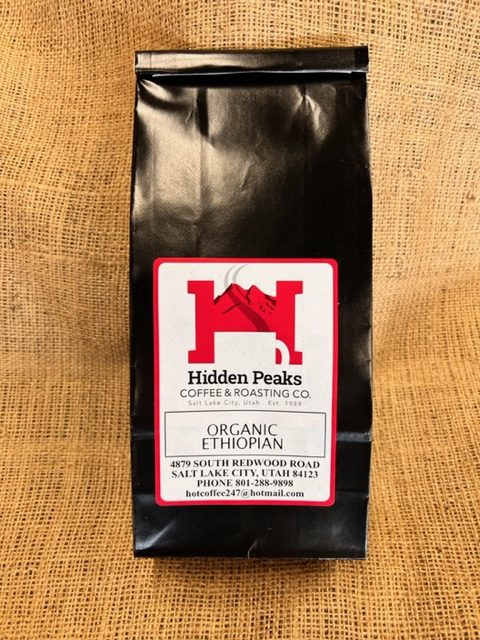 Hidden Peaks
COFFEE & ROASTING CO.
Salt Lake City, Utah Est. 1989
ORGANIC
ETHIOPIAN
4879 SOUTH REDWOOD ROAD
SALT LAKE CITY, UTAH 84123
PHONE 801-288-9898
hotcoffee247@hotmail.com